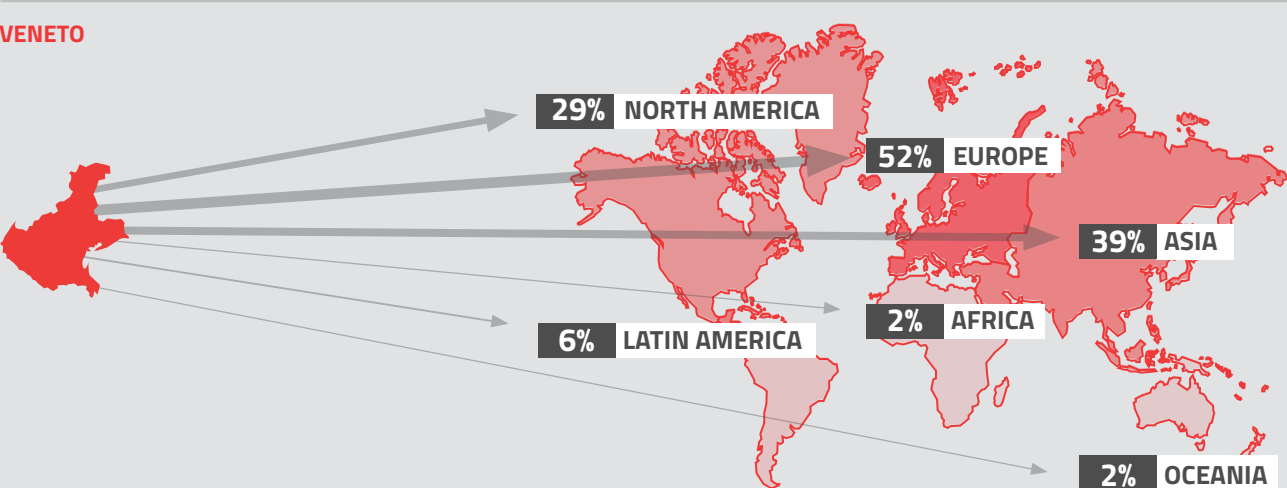 VENETO
29% NORTH AMERICA
52% EUROPE
39% ASIA
2% AFRICA
6% LATIN AMERICA
2% OCEANIA